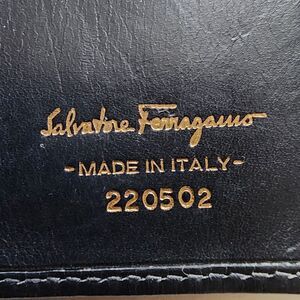 Salvatore Ferragamo
-MADE IN ITALY-
220502